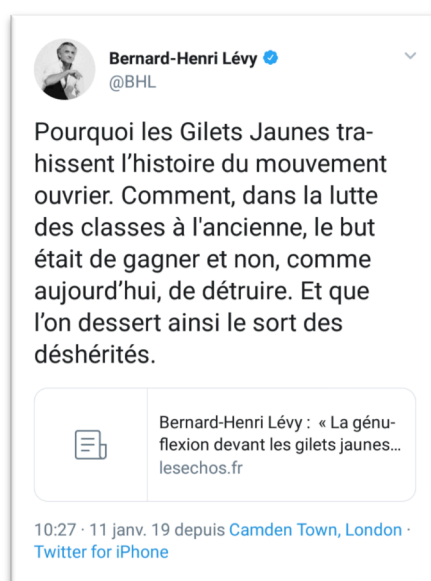 Bernard-Henri Lévy
@BHL
Pourquoi les Gilets Jaunes tra-
hissent l’histoire du mouvement
ouvrier. Comment, dans la lutte
des classes à l'ancienne, le but
était de gagner et non, comme
aujourd’hui, de détruire. Et que
l’on dessert ainsi le sort des
déshérités.
Bernard-Henri Lévy : « La génu-
flexion devant les gilets jaunes...
lesechos.fr
10:27 · 11 janv. 19 depuis Camden Town, London ·
Twitter for iPhone